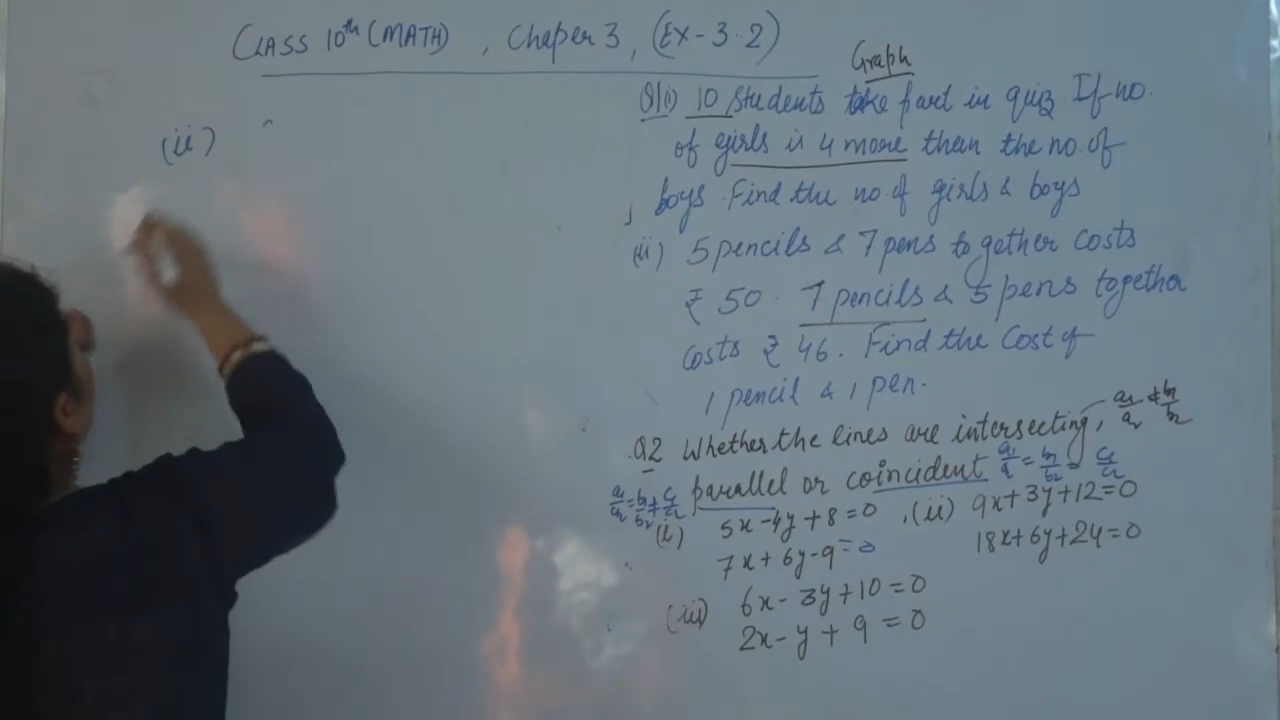 CLASS 10th (MATH) , Chaper 3 , (EX-3.2)
Graph
Q1(i) 10 Students take part in quiz. If no.
of girls is 4 more than the no. of
boys. Find the no. of girls & boys
(ii) 5 pencils & 7 pens together costs
₹ 50. 7 pencils & 5 pens together
costs ₹ 46. Find the Cost of
1 pencil & 1 pen.
Q2 Whether the lines are intersecting, a1/a2 ≠ b1/b2
parallel or coincident a1/a2 = b1/b2 = c1/c2
a1/a2 = b1/b2 ≠ c1/c2
(i) 5x-4y+8=0 , (ii) 9x+3y+12=0
7x+6y-9=0 18x+6y+24=0
(iii) 6x-3y+10=0
2x-y+9=0
(ii)